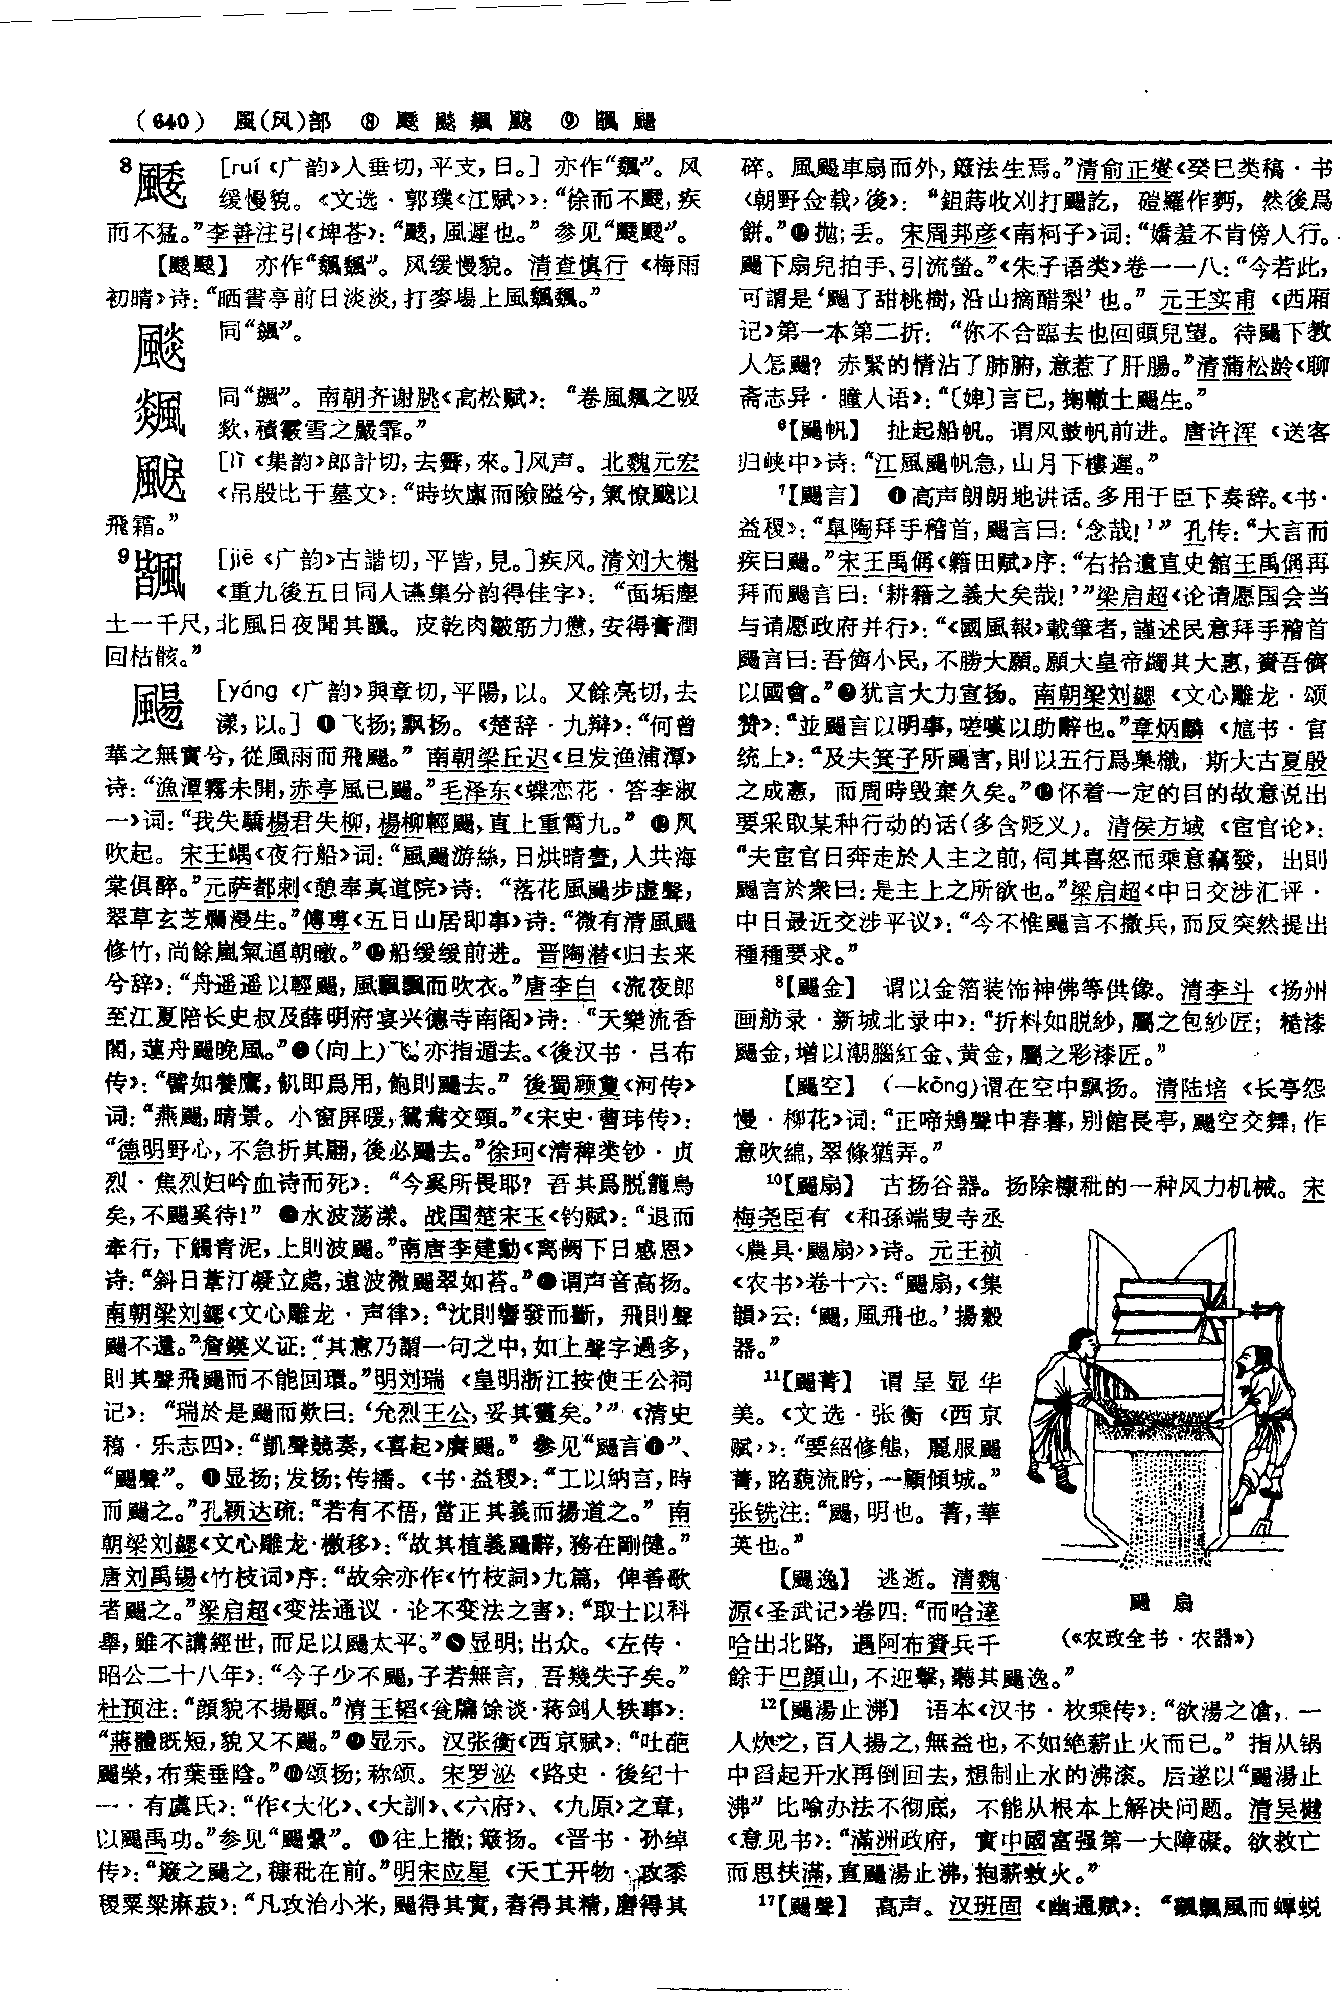 (640) 風(风)部 ⑧ 䬐 颷 飆 䬆 ⑨ 䬔 颺
8䬐 [ruí《广韵》人垂切,平支,日。]亦作“䬐”。风
缓慢貌。《文选·郭璞〈江赋〉》:“徐而不䬐,疾
而不猛。”李善注引《埤苍》:“䬐,風遲也。”参见“䬐䬐”。
【䬐䬐】 亦作“䬐䬐”。风缓慢貌。清查慎行《梅雨
初晴》诗:“晒書亭前日淡淡,打麥場上風䬐䬐。”
颷 同“飆”。
飆 同“飆”。南朝齐谢朓《高松赋》:“卷風飆之吸
欻,積霰雪之嚴霏。”
䬆 [lì《集韵》郎計切,去霽,來。]风声。北魏元宏
《吊殷比干墓文》:“時坎廪而險隘兮,氣憭䬆以
飛霜。”
9䬔 [jiē《广韵》古諧切,平皆,見。]疾风。清刘大櫆
《重九後五日同人讌集分韵得佳字》:“面垢塵
土一千尺,北風日夜聞其䬔。皮乾肉皴筋力憊,安得膏潤
回枯骸。”
颺 [yáng《广韵》與章切,平陽,以。又餘亮切,去
漾,以。]❶飞扬;飘扬。《楚辞·九辩》:“何曾
華之無實兮,從風雨而飛颺。”南朝梁丘迟《旦发渔浦潭》
诗:“漁潭霧未開,赤亭風已颺。”毛泽东《蝶恋花·答李淑
一》词:“我失驕楊君失柳,楊柳輕颺,直上重霄九。”❷风
吹起。宋王嵎《夜行船》词:“風颺游絲,日烘晴晝,人共海
棠俱醉。”元萨都剌《憩奉真道院》诗:“落花風颺步虚聲,
翠草玄芝爛漫生。”傅尃《五日山居即事》诗:“微有清風颺
修竹,尚餘嵐氣逼朝暾。”❸船缓缓前进。晋陶潜《归去来
兮辞》:“舟遥遥以輕颺,風飄飄而吹衣。”唐李白《流夜郎
至江夏陪长史叔及薛明府宴兴德寺南阁》诗:“天樂流香
閣,蓮舟颺晚風。”❹(向上)飞。亦指遁去。《後汉书·吕布
传》:“譬如養鷹,飢即爲用,飽則颺去。”後蜀顾敻《河传》
词:“燕颺,晴景。小窗屏暖,鴛鴦交頸。”《宋史·曹玮传》:
“德明野心,不急折其翮,後必颺去。”徐珂《清稗类钞·贞
烈·焦烈妇吟血诗而死》:“今奚所畏耶?吾其爲脱籠鳥
矣,不颺奚待!”❺水波荡漾。战国楚宋玉《钓赋》:“退而
牽行,下觸青泥,上則波颺。”南唐李建勳《离阙下日感恩》
诗:“斜日葦汀凝立處,遠波微颺翠如苔。”❻谓声音高扬。
南朝梁刘勰《文心雕龙·声律》:“沈則響發而斷,飛則聲
颺不還。”詹鍈义证:“其意乃謂一句之中,如上聲字過多,
則其聲飛颺而不能回環。”明刘瑞《皇明浙江按使王公祠
记》:“瑞於是颺而歎曰:‘允烈王公,妥其靈矣。’”《清史
稿·乐志四》:“凱聲競奏,《喜起》賡颺。”参见“颺言❶”、
“颺聲”。❼显扬;发扬;传播。《书·益稷》:“工以納言,時
而颺之。”孔颖达疏:“若有不悟,當正其義而揚道之。”南
朝梁刘勰《文心雕龙·檄移》:“故其植義颺辭,務在剛健。”
唐刘禹锡《竹枝词》序:“故余亦作《竹枝詞》九篇,俾善歌
者颺之。”梁启超《变法通议·论不变法之害》:“取士以科
舉,雖不講經世,而足以颺太平。”❽显明;出众。《左传·
昭公二十八年》:“今子少不颺,子若無言,吾幾失子矣。”
杜预注:“顔貌不揚顯。”清王韬《瓮牖馀谈·蒋剑人轶事》:
“蔣體既短,貌又不颺。”❾显示。汉张衡《西京赋》:“吐葩
颺榮,布葉垂陰。”❿颂扬;称颂。宋罗泌《路史·後纪十
一·有虞氏》:“作《大化》、《大訓》、《六府》、《九原》之章,
以颺禹功。”参见“颺纍”。⓫往上撒;簸扬。《晋书·孙绰
传》:“簸之颺之,糠秕在前。”明宋应星《天工开物·攻黍
稷粟粱麻菽》:“凡攻治小米,颺得其實,舂得其精,磨得其
碎。風颺車扇而外,簸法生焉。”清俞正燮《癸巳类稿·书
〈朝野佥载〉後》:“鉏蒔收刈打颺訖,磑羅作麪,然後爲
餅。”⓬抛;丢。宋周邦彦《南柯子》词:“嬌羞不肯傍人行。
颺下扇兒拍手、引流螢。”《朱子语类》卷一一八:“今若此,
可謂是‘颺了甜桃樹,沿山摘醋梨’也。”元王实甫《西厢
记》第一本第二折:“你不合臨去也回頭兒望。待颺下教
人怎颺?赤緊的情沾了肺腑,意惹了肝腸。”清蒲松龄《聊
斋志异·瞳人语》:“〔婢〕言已,掬轍土颺生。”
6【颺帆】 扯起船帆。谓风鼓帆前进。唐许浑《送客
归峡中》诗:“江風颺帆急,山月下樓遲。”
7【颺言】 ❶高声朗朗地讲话。多用于臣下奏辞。《书·
益稷》:“皋陶拜手稽首,颺言曰:‘念哉!’”孔传:“大言而
疾曰颺。”宋王禹偁《籍田赋》序:“右拾遺直史館王禹偁再
拜而颺言曰:‘耕籍之義大矣哉!’”梁启超《论请愿国会当
与请愿政府并行》:“《國風報》載筆者,謹述民意拜手稽首
颺言曰:吾儕小民,不勝大願。願大皇帝蠲其大惠,賚吾儕
以國會。”❷犹言大力宣扬。南朝梁刘勰《文心雕龙·颂
赞》:“並颺言以明事,嗟嘆以助辭也。”章炳麟《訄书·官
统上》:“及夫箕子所颺言,則以五行爲臬橶,斯大古夏殷
之成憲,而周時毁棄久矣。”❸怀着一定的目的故意说出
要采取某种行动的话(多含贬义)。清侯方域《宦官论》:
“夫宦官日奔走於人主之前,伺其喜怒而乘意竊發,出則
颺言於衆曰:是主上之所欲也。”梁启超《中日交涉汇评·
中日最近交涉平议》:“今不惟颺言不撤兵,而反突然提出
種種要求。”
8【颺金】 谓以金箔装饰神佛等供像。清李斗《扬州
画舫录·新城北录中》:“折料如脱紗,屬之包紗匠;糙漆
颺金,增以潮腦紅金、黄金,屬之彩漆匠。”
【颺空】 (—kōng)谓在空中飘扬。清陆培《长亭怨
慢·柳花》词:“正啼鴂聲中春暮,别館長亭,颺空交舞;作
意吹綿,翠條猶弄。”
10【颺扇】 古扬谷器。扬除糠秕的一种风力机械。宋
梅尧臣有《和孫端叟寺丞
〈農具·颺扇〉》诗。元王祯
《农书》卷十六:“颺扇,《集
韻》云:‘颺,風飛也。’揚穀
器。”
11【颺菁】 谓呈显华
美。《文选·张衡〈西京
赋〉》:“要紹修態,麗服颺
菁,眳藐流眄,一顧傾城。”
张铣注:“颺,明也。菁,華
英也。”
【颺逸】 逃逝。清魏
源《圣武记》卷四:“而哈達
哈出北路,遇阿布賚兵千
餘于巴顔山,不迎擊,聽其颺逸。”
颺扇
(《农政全书·农器》)
12【颺湯止沸】 语本《汉书·枚乘传》:“欲湯之凔,一
人炊之,百人揚之,無益也,不如绝薪止火而已。”指从锅
中舀起开水再倒回去,想制止水的沸滚。后遂以“颺湯止
沸”比喻办法不彻底,不能从根本上解决问题。清吴樾
《意见书》:“滿洲政府,實中國富强第一大障礙。欲救亡
而思扶滿,直颺湯止沸,抱薪救火。”
17【颺聲】 高声。汉班固《幽通赋》:“飖飄風而蟬蜕